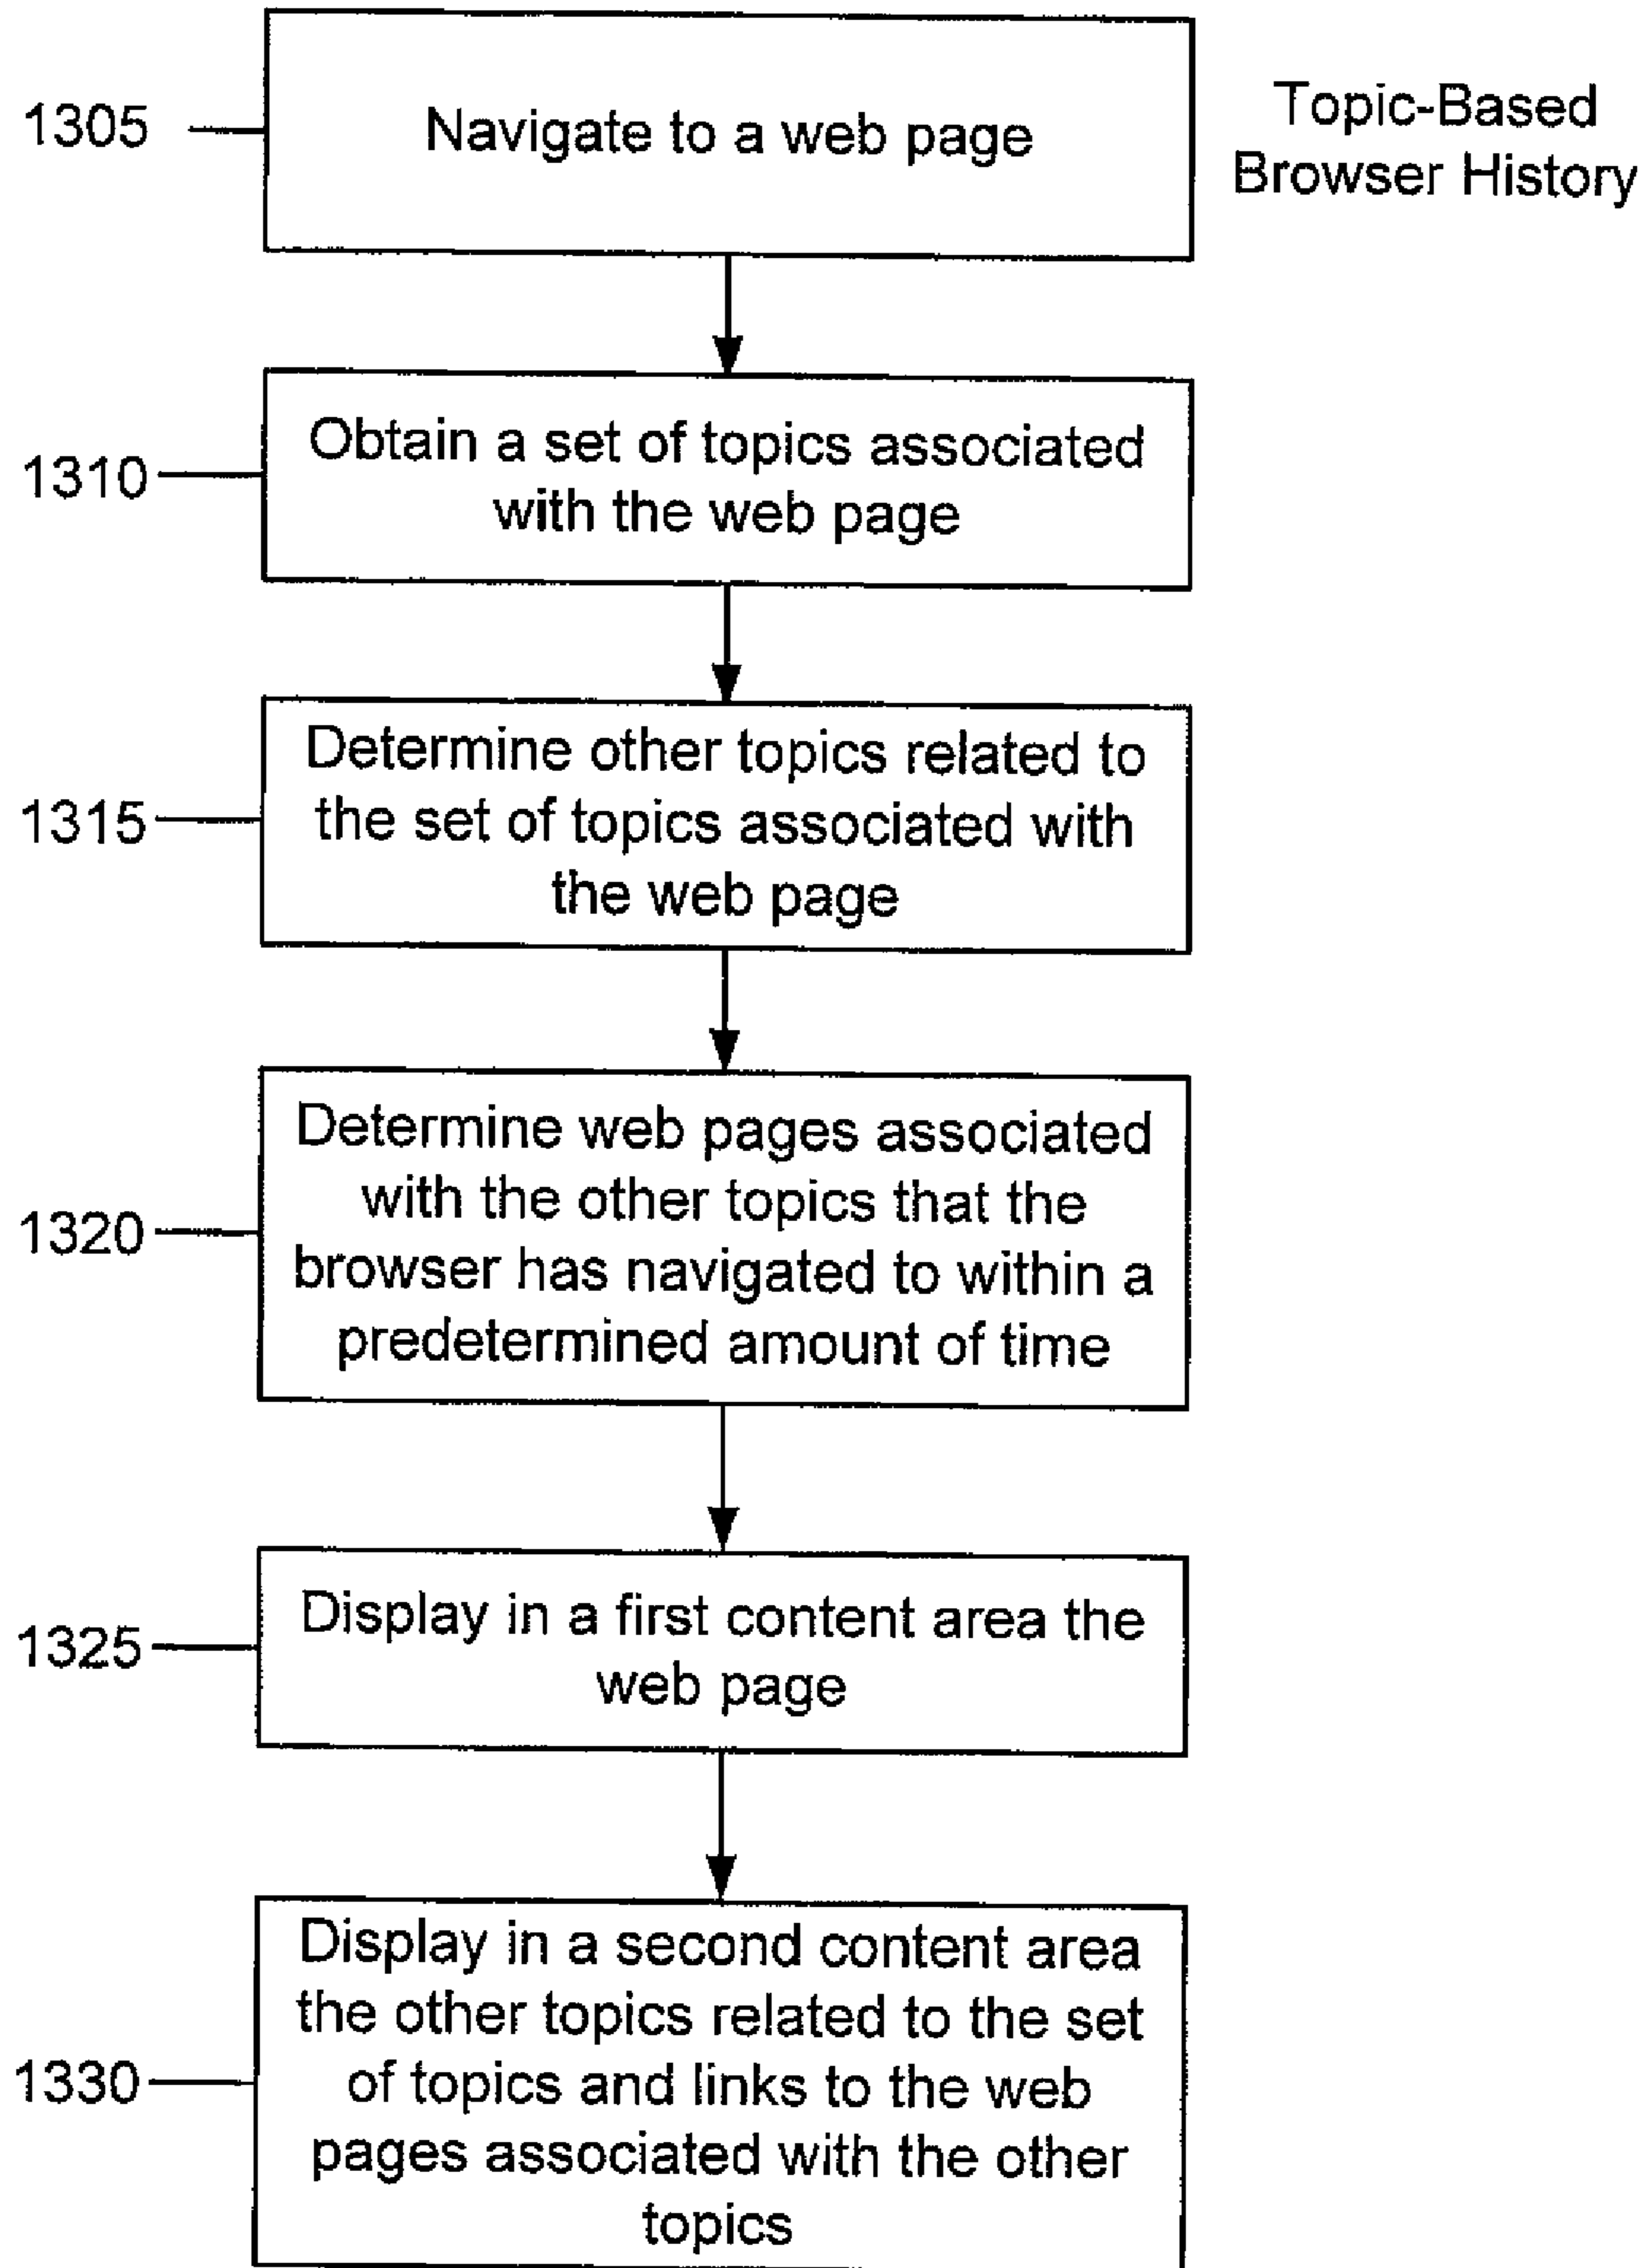 1305
Navigate to a web page
Topic-Based
Browser History
1310
Obtain a set of topics associated
with the web page
1315
Determine other topics related to
the set of topics associated with
the web page
1320
Determine web pages associated
with the other topics that the
browser has navigated to within a
predetermined amount of time
1325
Display in a first content area the
web page
1330
Display in a second content area
the other topics related to the set
of topics and links to the web
pages associated with the other
topics